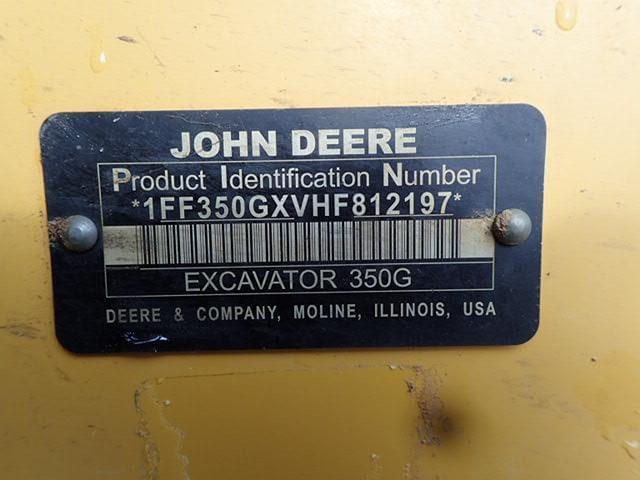 JOHN DEERE
Product Identification Number
*1FF350GXVHF812197*
EXCAVATOR 350G
DEERE & COMPANY, MOLINE, ILLINOIS, USA